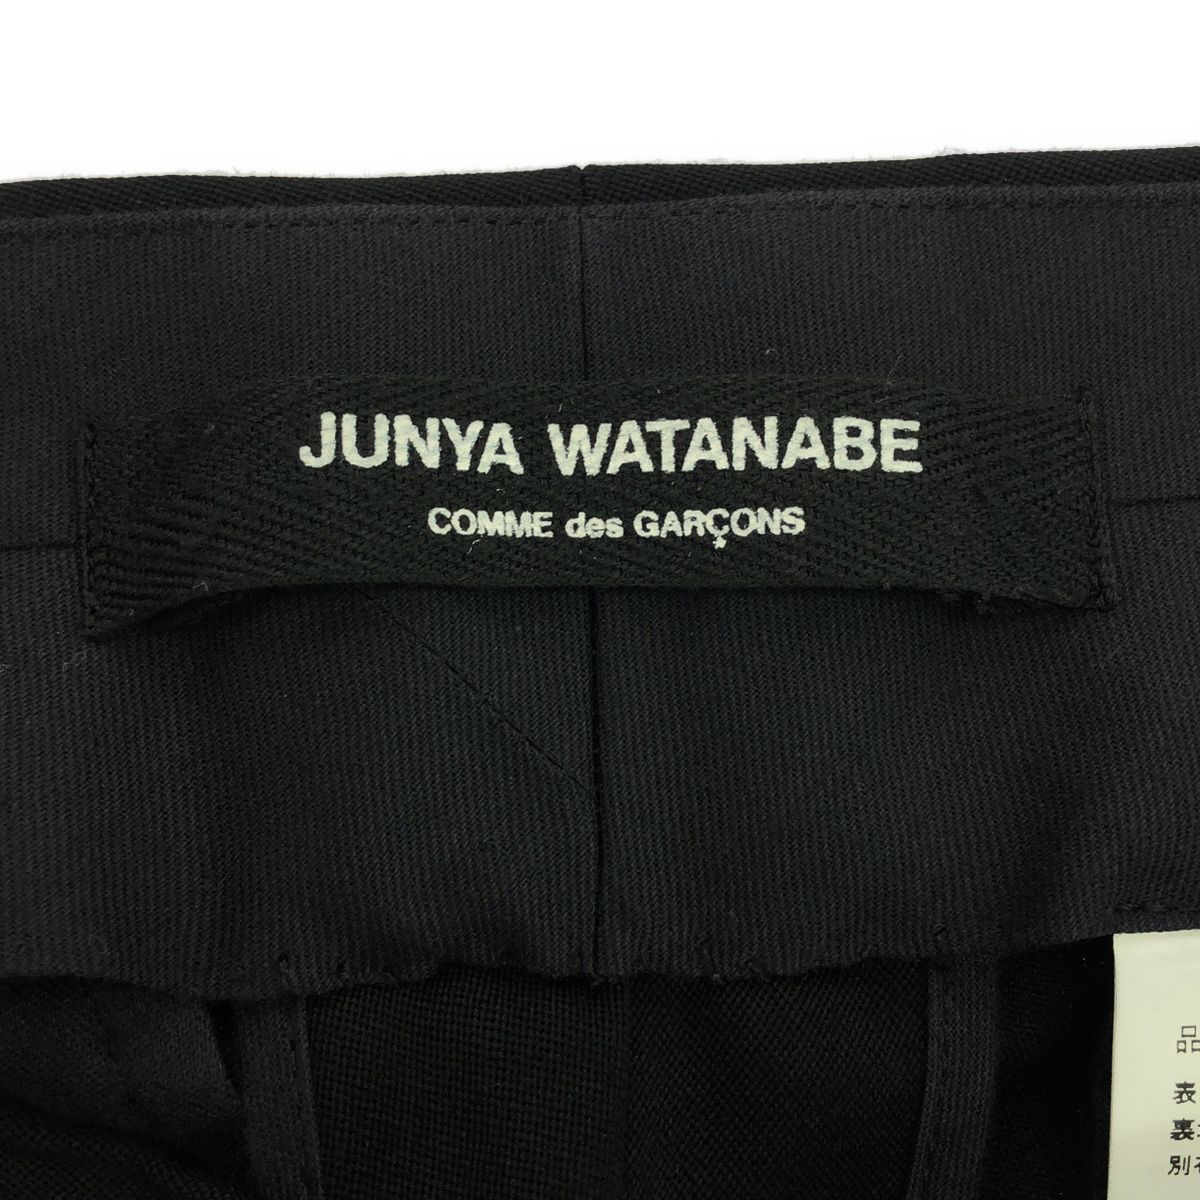 JUNYA WATANABE
COMME des GARÇONS
品
表
裏
別